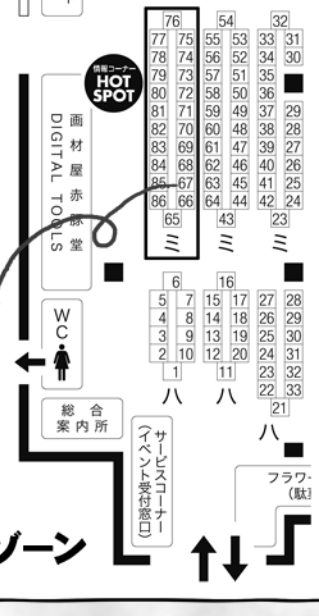 76 54 32
77 75 55 53 33 31
78 74 56 52 34 30
79 73 57 51 35
80 72 58 50 36
81 71 59 49 37 29
82 70 60 48 38 28
83 69 61 47 39 27
84 68 62 46 40 26
85 67 63 45 41 25
86 66 64 44 42 24
65 43 23
ミ ミ ミ
情報コーナー
HOT
SPOT
画材屋赤豚堂
DIGITAL TOOLS
6 16
5 7 15 17 27 28
4 8 14 18 26 29
3 9 13 19 25 30
2 10 12 20 24 31
1 11 23 32
22 33
21
ハ ハ ハ
WC
総合
案内所
サービスコーナー
(イベント受付窓口)
フラワ
(駄
ゾーン